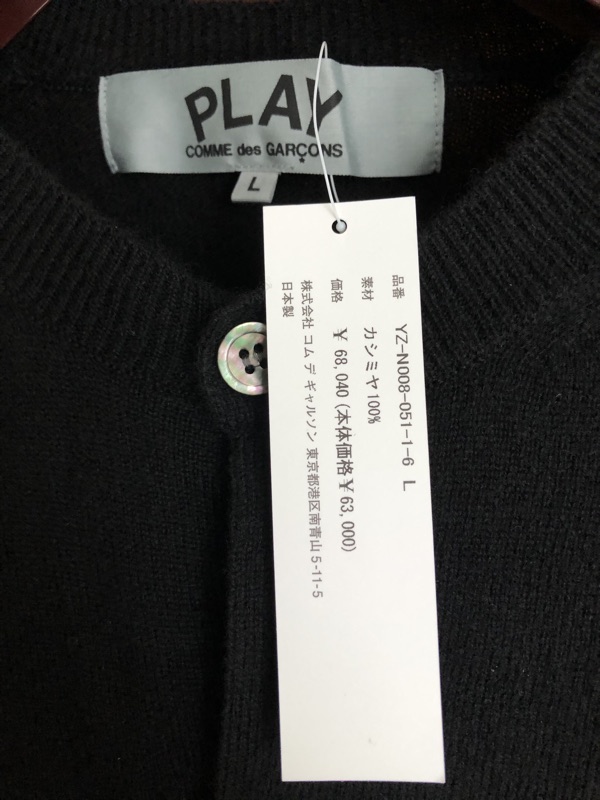 PLAY
COMME des GARÇONS
L
品番 YZ-N008-051-1-6 L
素材 カシミヤ100%
価格 ¥ 68,040 (本体価格¥ 63,000)
株式会社 コム デ ギャルソン 東京都港区南青山 5-11-5
日本製